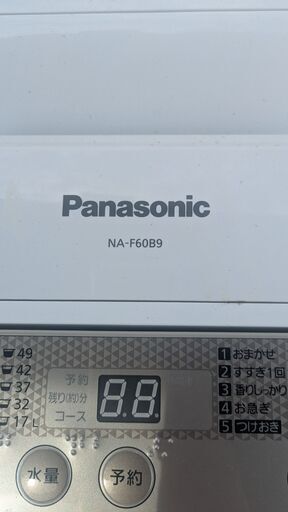 Panasonic
NA-F60B9
49
42
37
32
17L
予約
残り(約)分
コース
88
1 おまかせ
2 すすぎ1回
3 香りしっかり
4 お急ぎ
5 つけおき
水量
予約